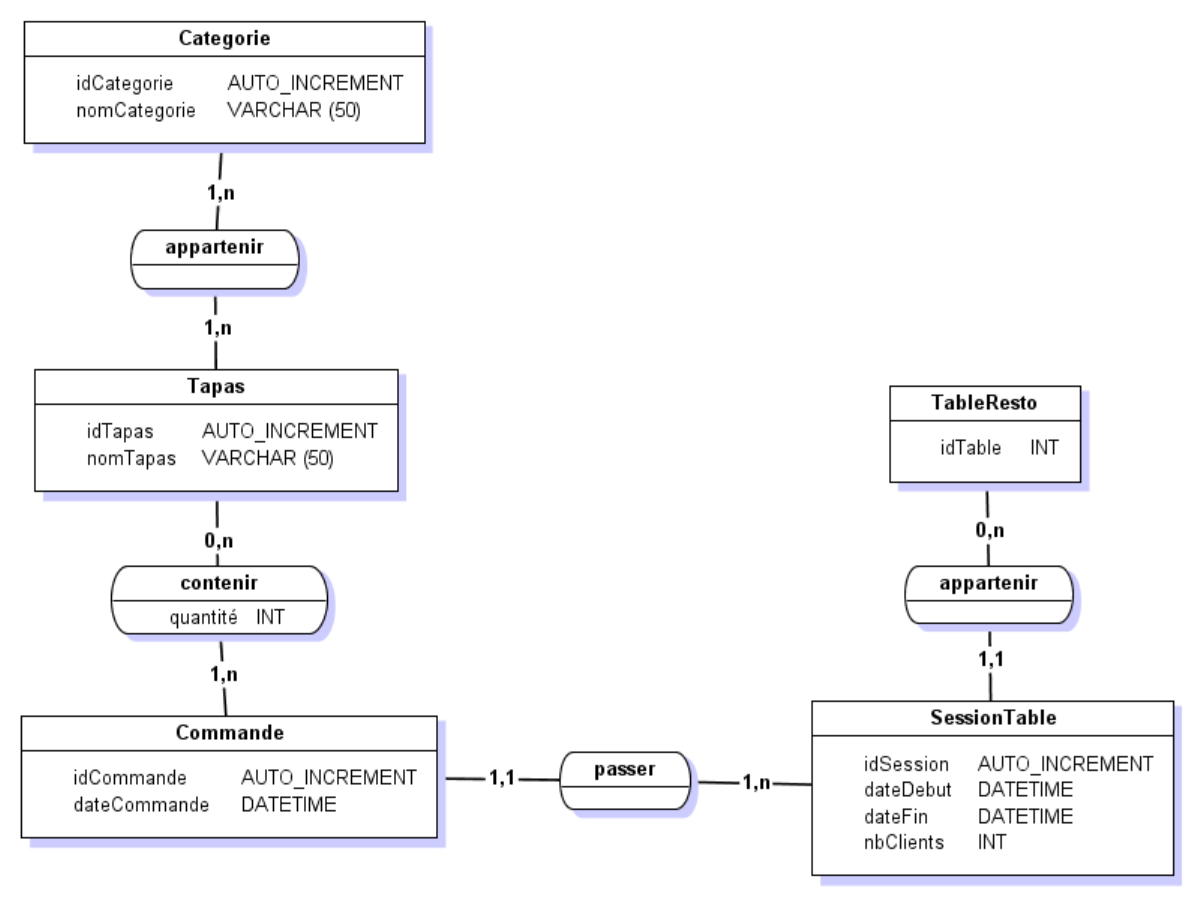 Categorie
idCategorie AUTO_INCREMENT
nomCategorie VARCHAR (50)
1,n
appartenir
1,n
Tapas
idTapas AUTO_INCREMENT
nomTapas VARCHAR (50)
0,n
contenir
quantité INT
1,n
Commande
idCommande AUTO_INCREMENT
dateCommande DATETIME
1,1
passer
1,n
TableResto
idTable INT
0,n
appartenir
1,1
SessionTable
idSession AUTO_INCREMENT
dateDebut DATETIME
dateFin DATETIME
nbClients INT